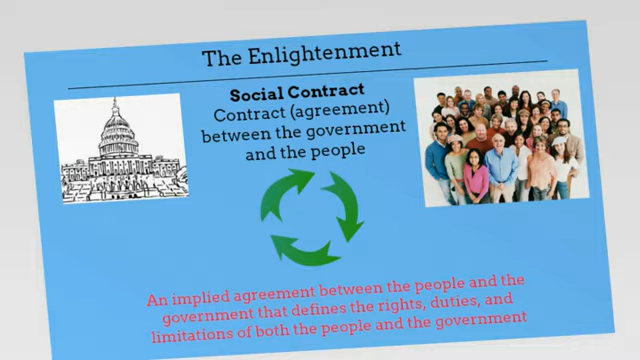 The Enlightenment
Social Contract
Contract (agreement)
between the government
and the people
An implied agreement between the people and the
government that defines the rights, duties, and
limitations of both the people and the government